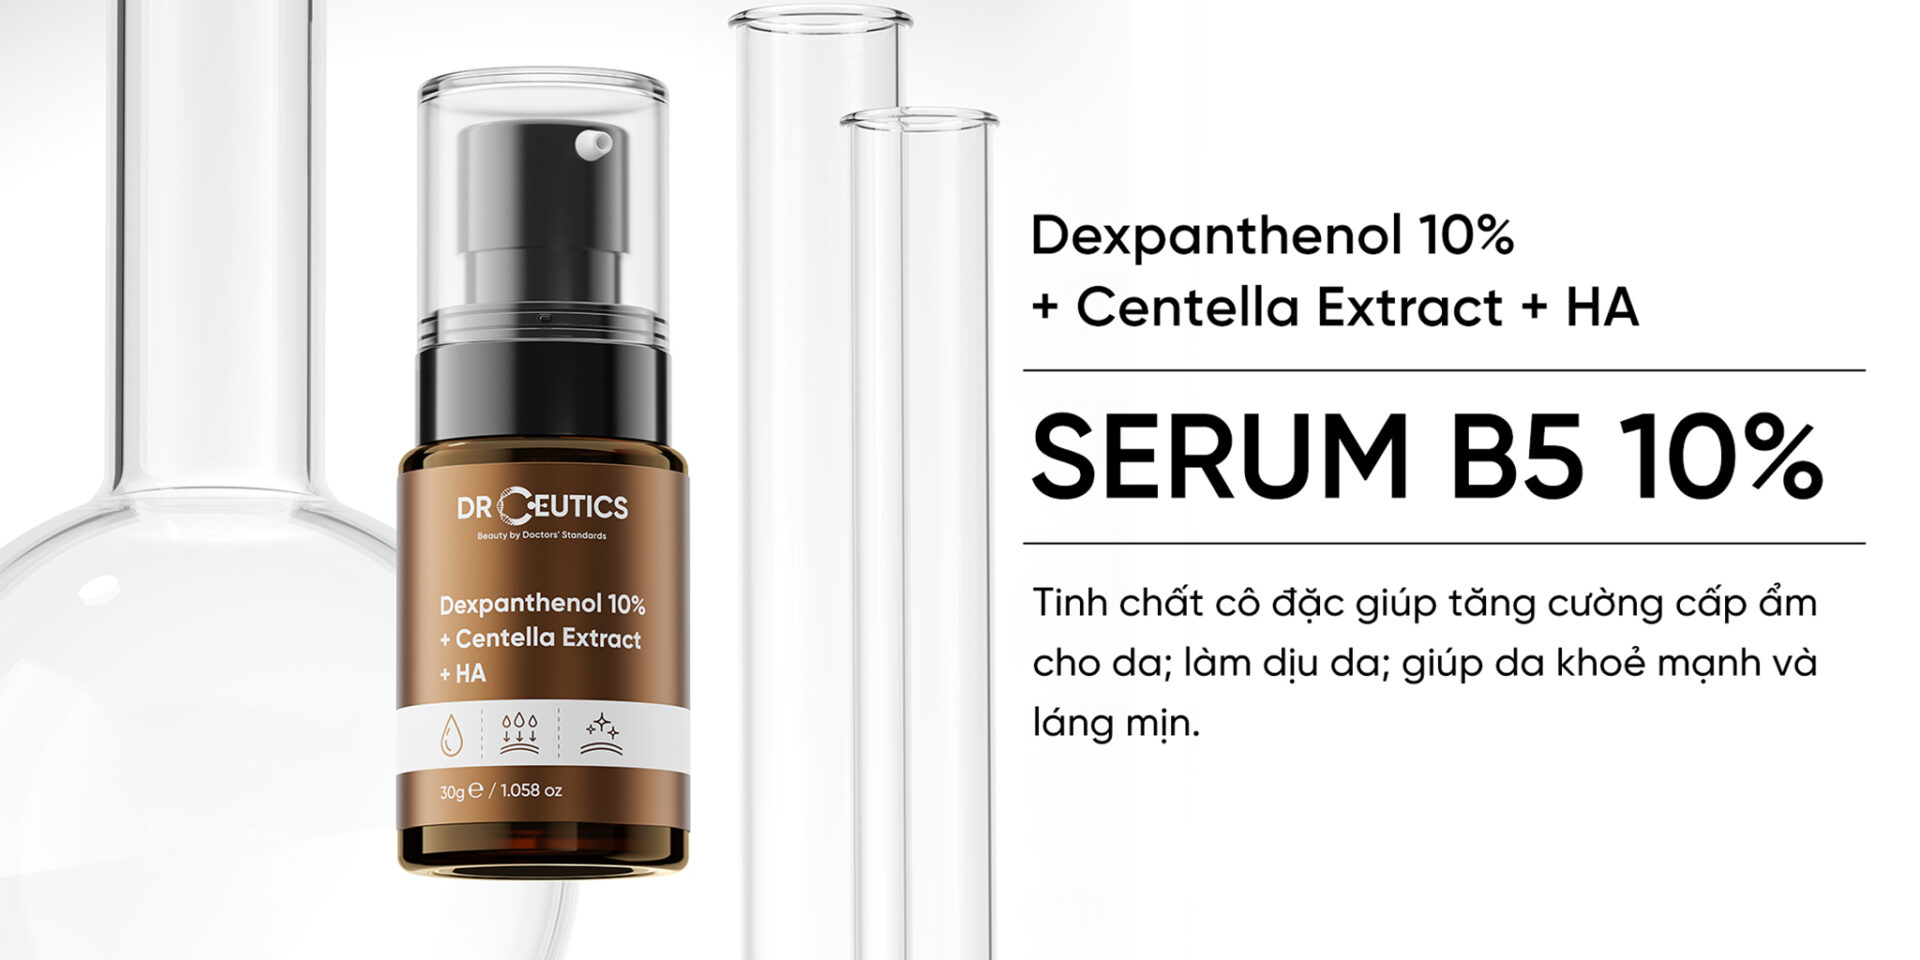 DR CEUTICS
Beauty by Doctors' Standards
Dexpanthenol 10%
+ Centella Extract
+ HA
30g ℮ / 1.058 oz
Dexpanthenol 10%
+ Centella Extract + HA
SERUM B5 10%
Tinh chất cô đặc giúp tăng cường cấp ẩm
cho da; làm dịu da; giúp da khoẻ mạnh và
láng mịn.